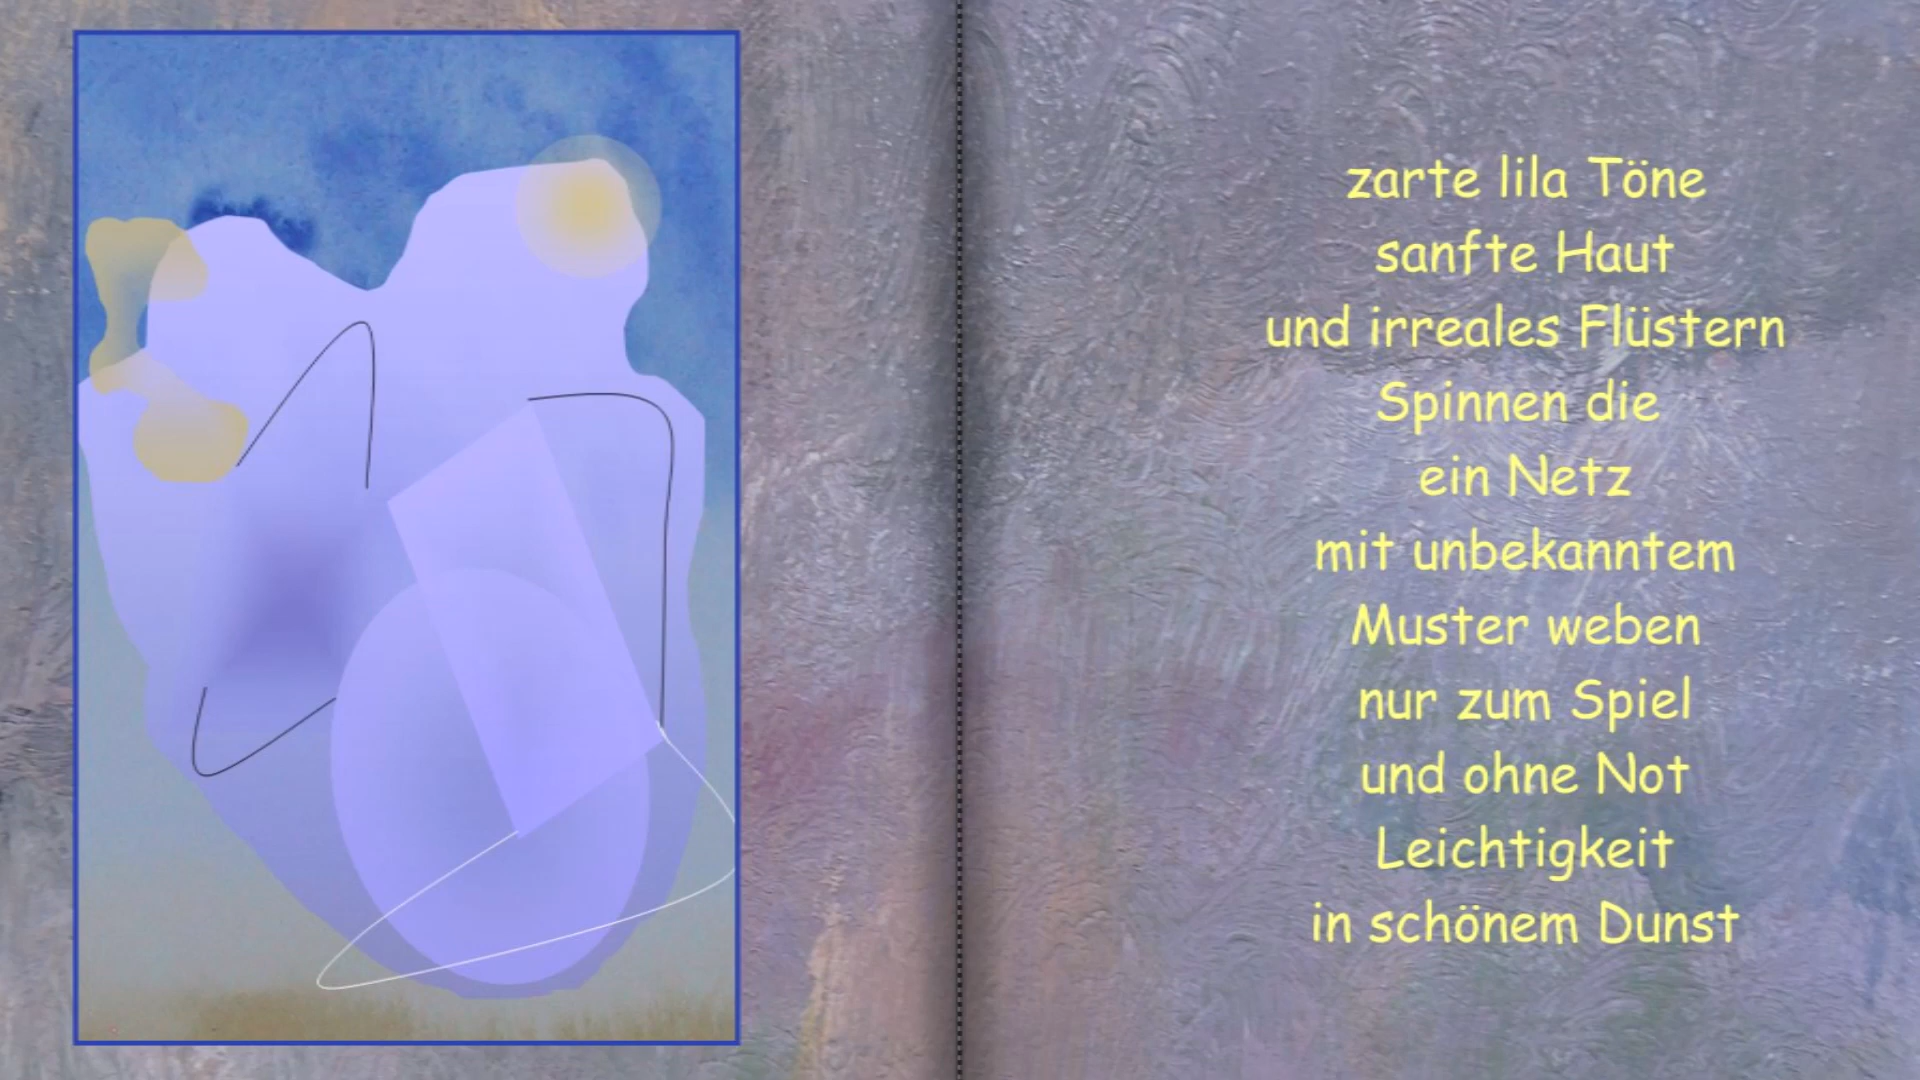 zarte lila Töne
sanfte Haut
und irreales Flüstern
Spinnen die
ein Netz
mit unbekanntem
Muster weben
nur zum Spiel
und ohne Not
Leichtigkeit
in schönem Dunst